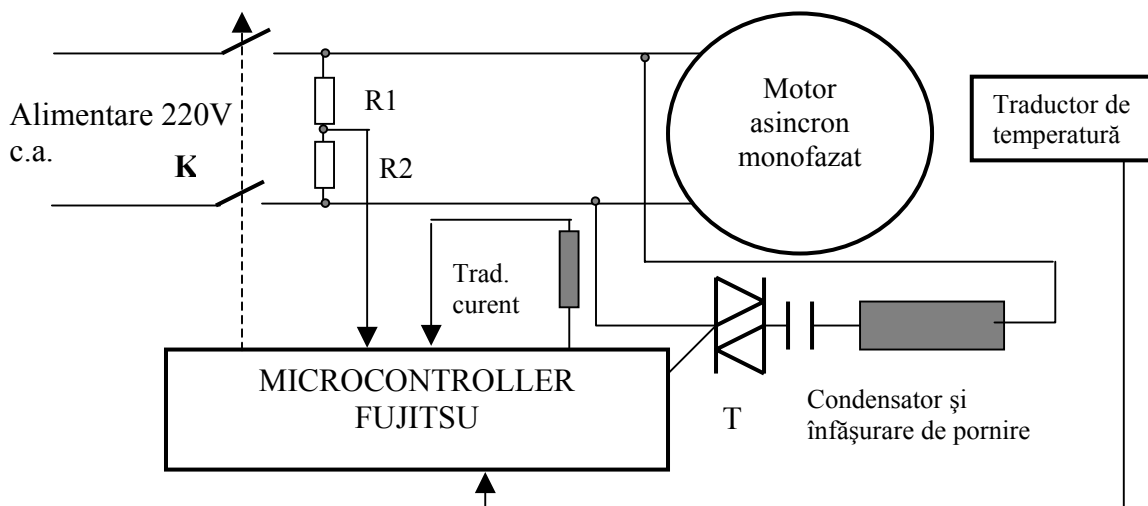 Alimentare 220V
c.a.
K
R1
R2
Motor
asincron
monofazat
Traductor de
temperatură
Trad.
curent
MICROCONTROLLER
FUJITSU
T
Condensator şi
înfăşurare de pornire